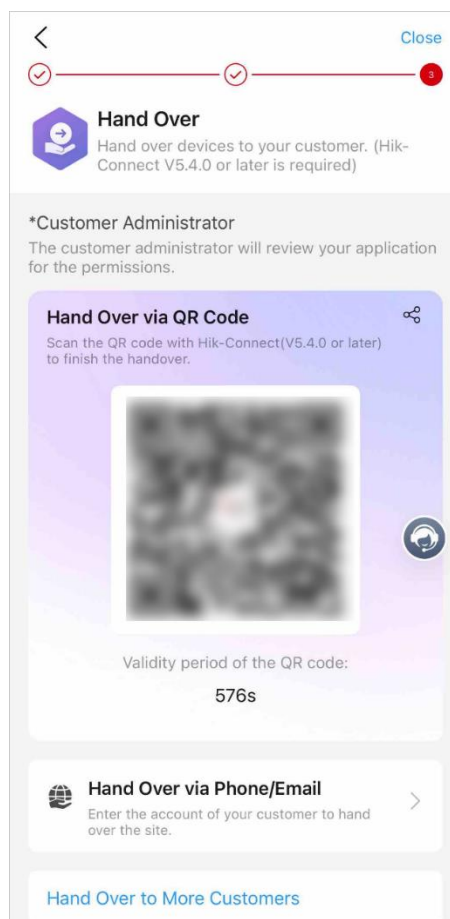 Close
3
Hand Over
Hand over devices to your customer. (Hik-
Connect V5.4.0 or later is required)
*Customer Administrator
The customer administrator will review your application
for the permissions.
Hand Over via QR Code
Scan the QR code with Hik-Connect(V5.4.0 or later)
to finish the handover.
Validity period of the QR code:
576s
Hand Over via Phone/Email
Enter the account of your customer to hand
over the site.
Hand Over to More Customers